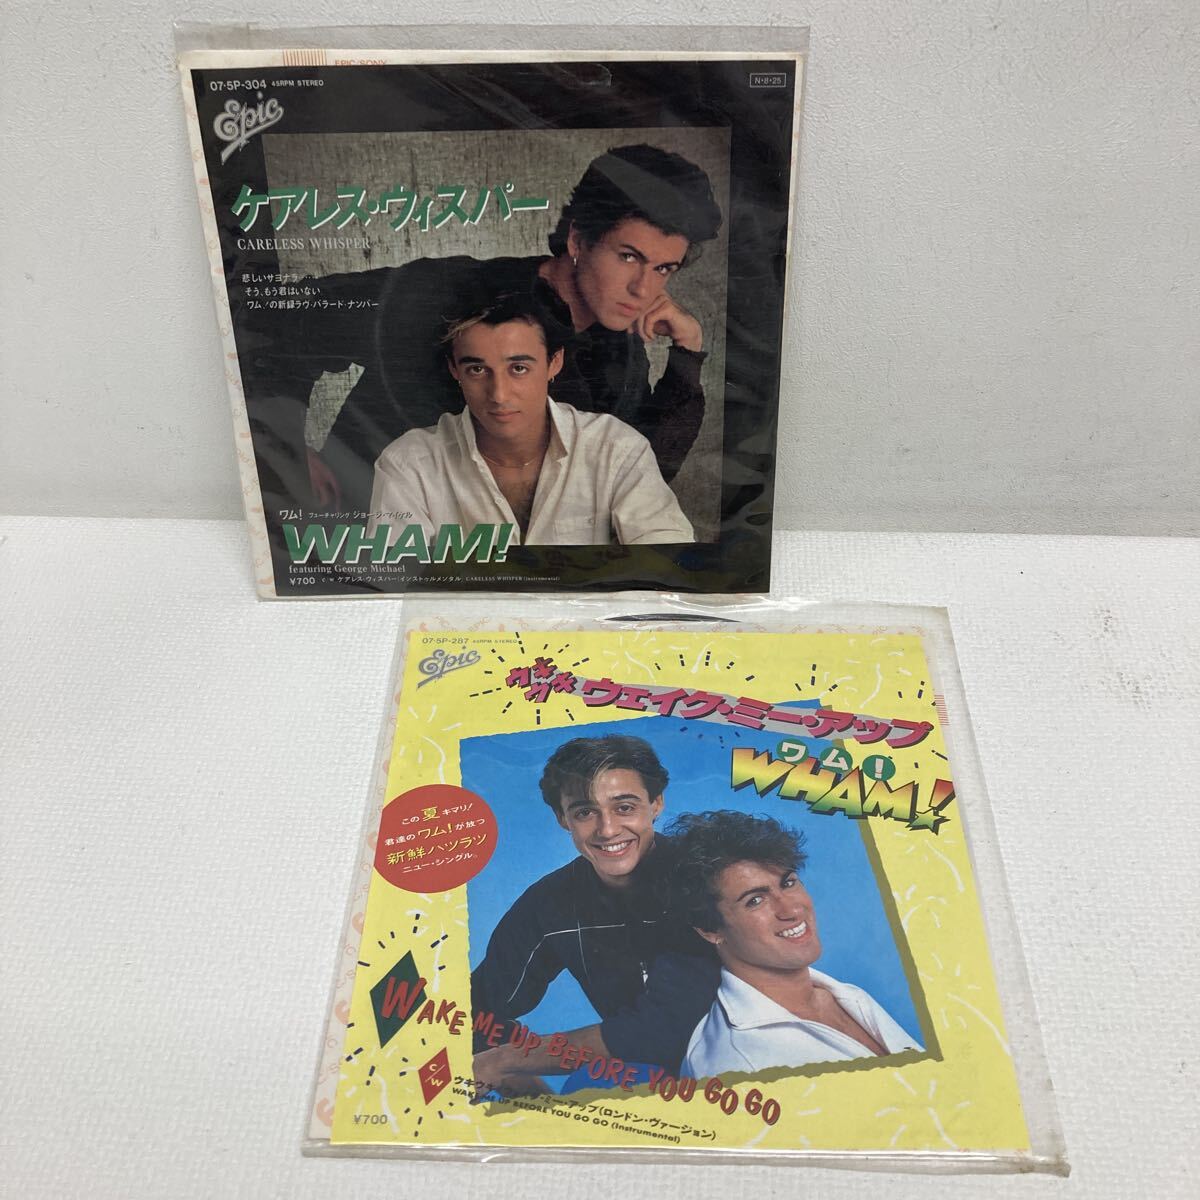 EPIC/SONY
07・5P-304 45RPM STEREO
N・8・25
Epic
ケアレス・ウィスパー
CARELESS WHISPER
悲しいサヨナラ……
そう、もう君はいない
ワム!の新録ラヴ・バラード・ナンバー
ワム! フューチャリング ジョージ・マイケル
WHAM!
featuring George Michael
¥700 c/w ケアレス・ウィスパー(インストゥルメンタル CARELESS WHISPER (Instrumental)
07・5P-287 45RPM STEREO
Epic
ウキウキ ウェイク・ミー・アップ
ワム!
WHAM!
この夏キマリ!
君達のワム!が放つ
新鮮ハツラツ
ニュー・シングル。
WAKE ME UP BEFORE YOU GO GO
c/w
ウキウキ・ウェイク・ミー・アップ(ロンドン・ヴァージョン)
WAKE ME UP BEFORE YOU GO GO (Instrumental)
¥700